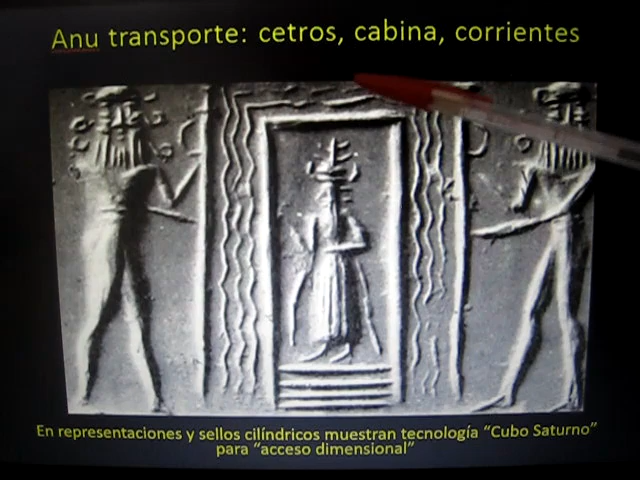 Anu transporte: cetros, cabina, corrientes
En representaciones y sellos cilíndricos muestran tecnología “Cubo Saturno”
para “acceso dimensional”